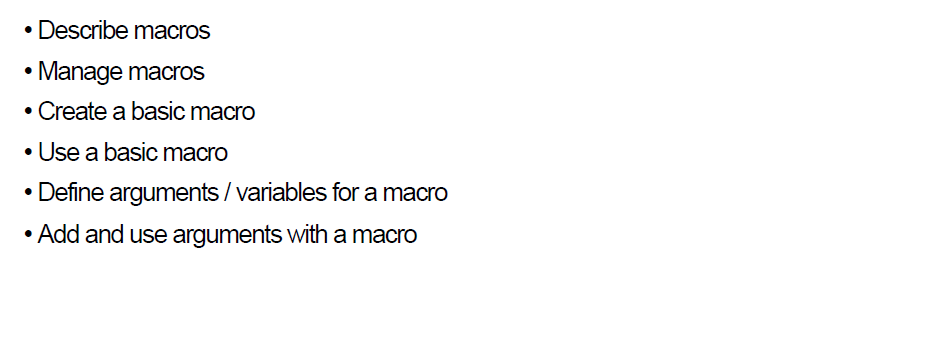 • Describe macros
• Manage macros
• Create a basic macro
• Use a basic macro
• Define arguments / variables for a macro
• Add and use arguments with a macro